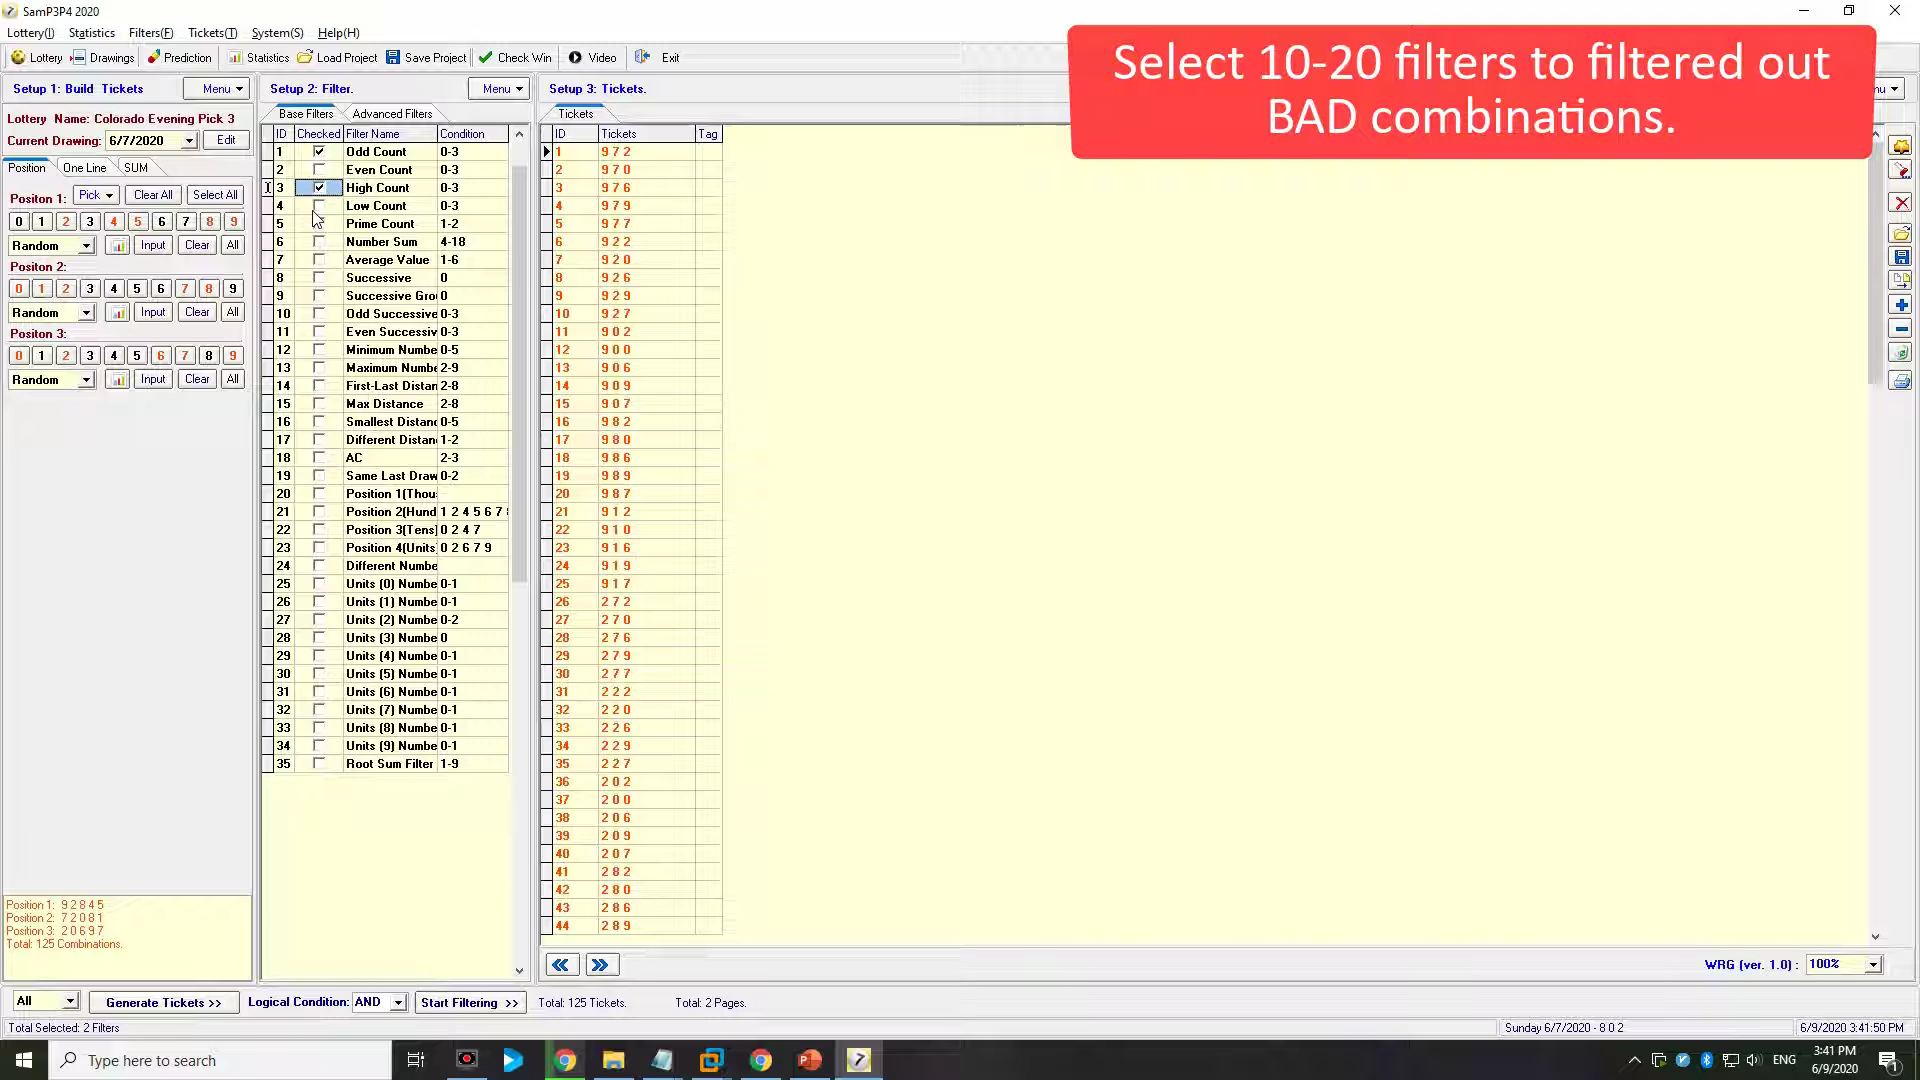 SamP3P4 2020
Lottery(J) Statistics Filters(F) Tickets(T) System(S) Help(H)
Lottery Drawings Prediction Statistics Load Project Save Project Check Win Video Exit
Select 10-20 filters to filtered out
BAD combinations.
Setup 1: Build Tickets Menu
Lottery Name: Colorado Evening Pick 3
Current Drawing: 6/7/2020 Edit
Position One Line SUM
Positon 1: Pick Clear All Select All
0 1 2 3 4 5 6 7 8 9
Random Input Clear All
Positon 2:
0 1 2 3 4 5 6 7 8 9
Random Input Clear All
Positon 3:
0 1 2 3 4 5 6 7 8 9
Random Input Clear All
Position 1: 9 2 8 4 5
Position 2: 7 2 0 8 1
Position 3: 2 0 6 9 7
Total: 125 Combinations.
All Generate Tickets >>
Setup 2: Filter. Menu
Base Filters Advanced Filters
ID Checked Filter Name Condition
1 Odd Count 0-3
2 Even Count 0-3
3 High Count 0-3
4 Low Count 0-3
5 Prime Count 1-2
6 Number Sum 4-18
7 Average Value 1-6
8 Successive 0
9 Successive Grou 0
10 Odd Successive 0-3
11 Even Successiv 0-3
12 Minimum Numbe 0-5
13 Maximum Numbe 2-9
14 First-Last Distan 2-8
15 Max Distance 2-8
16 Smallest Distanc 0-5
17 Different Distan 1-2
18 AC 2-3
19 Same Last Draw 0-2
20 Position 1(Thou:
21 Position 2(Hund 1 2 4 5 6 7 8
22 Position 3(Tens) 0 2 4 7
23 Position 4(Units) 0 2 6 7 9
24 Different Numbe
25 Units (0) Numbe 0-1
26 Units (1) Numbe 0-1
27 Units (2) Numbe 0-2
28 Units (3) Numbe 0
29 Units (4) Numbe 0-1
30 Units (5) Numbe 0-1
31 Units (6) Numbe 0-1
32 Units (7) Numbe 0-1
33 Units (8) Numbe 0-1
34 Units (9) Numbe 0-1
35 Root Sum Filter 1-9
Logical Condition: AND Start Filtering >>
Setup 3: Tickets. nu
Tickets
ID Tickets Tag
1 9 7 2
2 9 7 0
3 9 7 6
4 9 7 9
5 9 7 7
6 9 2 2
7 9 2 0
8 9 2 6
9 9 2 9
10 9 2 7
11 9 0 2
12 9 0 0
13 9 0 6
14 9 0 9
15 9 0 7
16 9 8 2
17 9 8 0
18 9 8 6
19 9 8 9
20 9 8 7
21 9 1 2
22 9 1 0
23 9 1 6
24 9 1 9
25 9 1 7
26 2 7 2
27 2 7 0
28 2 7 6
29 2 7 9
30 2 7 7
31 2 2 2
32 2 2 0
33 2 2 6
34 2 2 9
35 2 2 7
36 2 0 2
37 2 0 0
38 2 0 6
39 2 0 9
40 2 0 7
41 2 8 2
42 2 8 0
43 2 8 6
44 2 8 9
WRG (ver. 1.0) : 100%
Total: 125 Tickets. Total: 2 Pages.
Total Selected: 2 Filters Sunday 6/7/2020 - 8 0 2 6/9/2020 3:41:50 PM
Type here to search ENG 3:41 PM
6/9/2020